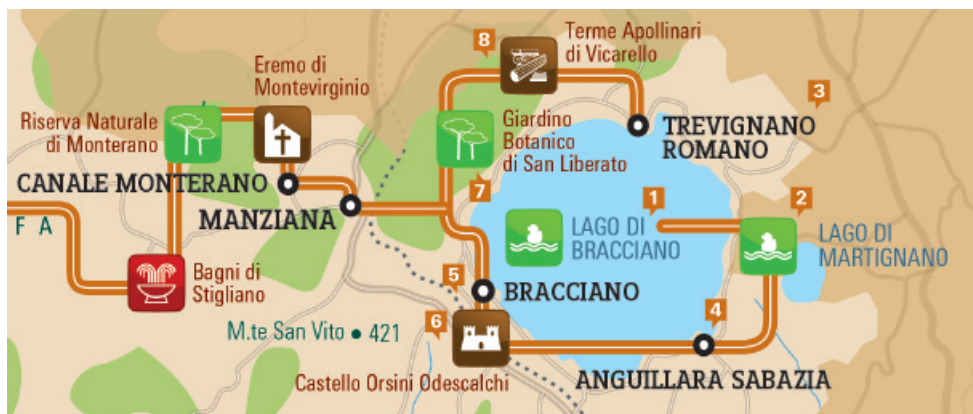 8
Terme Apollinari
di Vicarello
Eremo di
Montevirginio
3
Riserva Naturale
di Monterano
Giardino
Botanico
di San Liberato
TREVIGNANO
ROMANO
CANALE MONTERANO
7
MANZIANA
1
2
F A
LAGO DI
BRACCIANO
LAGO DI
MARTIGNANO
Bagni di
Stigliano
5
BRACCIANO
6
4
M.te San Vito • 421
Castello Orsini Odescalchi
ANGUILLARA SABAZIA